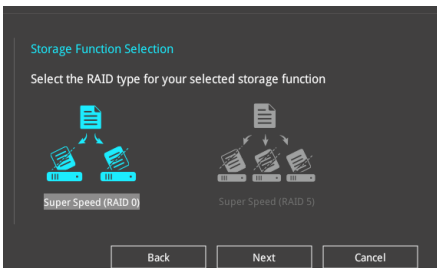 Storage Function Selection
Select the RAID type for your selected storage function
Super Speed (RAID 0)
Super Speed (RAID 5)
Back
Next
Cancel